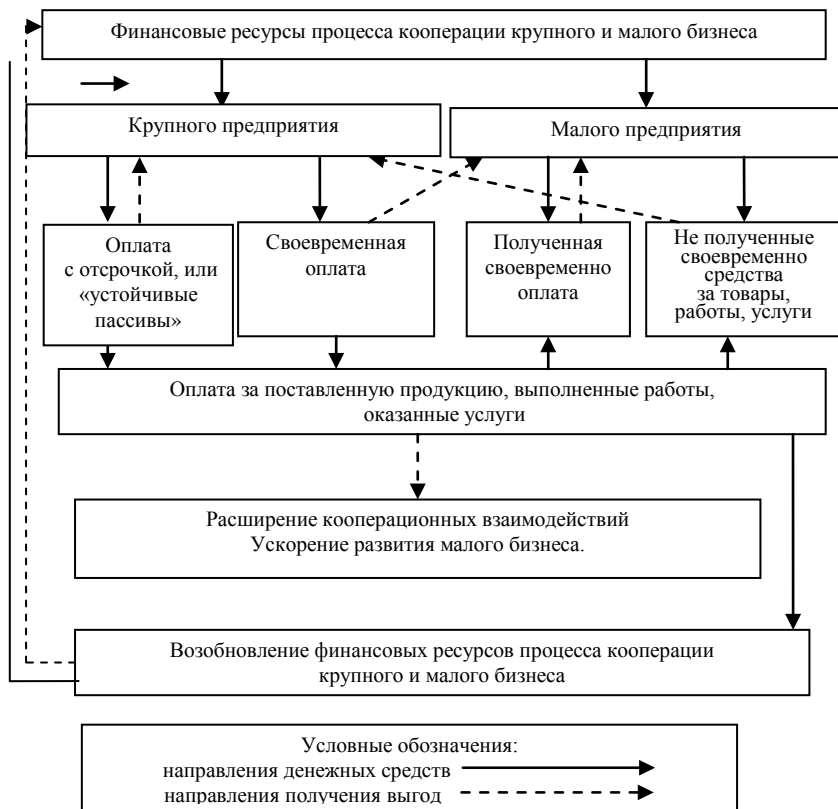 Финансовые ресурсы процесса кооперации крупного и малого бизнеса
Крупного предприятия
Малого предприятия
Оплата
с отсрочкой, или
«устойчивые
пассивы»
Своевременная
оплата
Полученная
своевременно
оплата
Не полученные
своевременно
средства
за товары,
работы, услуги
Оплата за поставленную продукцию, выполненные работы,
оказанные услуги
Расширение кооперационных взаимодействий
Ускорение развития малого бизнеса.
Возобновление финансовых ресурсов процесса кооперации
крупного и малого бизнеса
Условные обозначения:
направления денежных средств
направления получения выгод